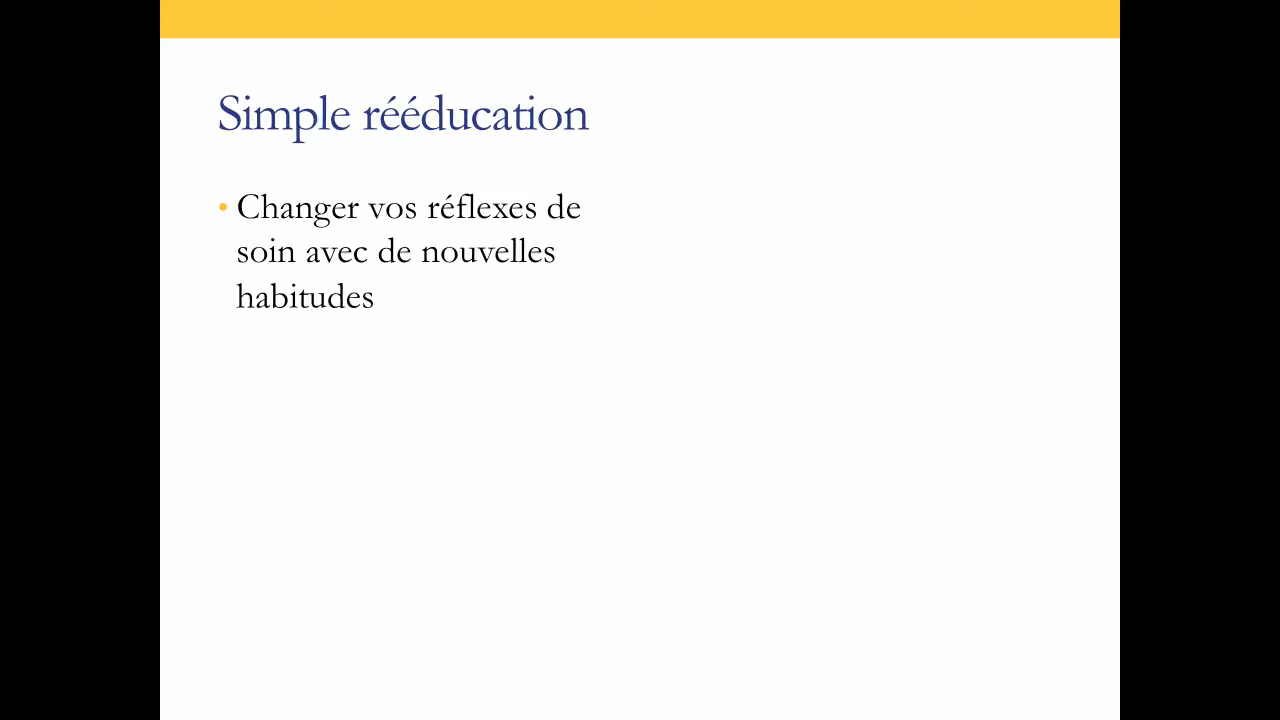 Simple rééducation
• Changer vos réflexes de
soin avec de nouvelles
habitudes